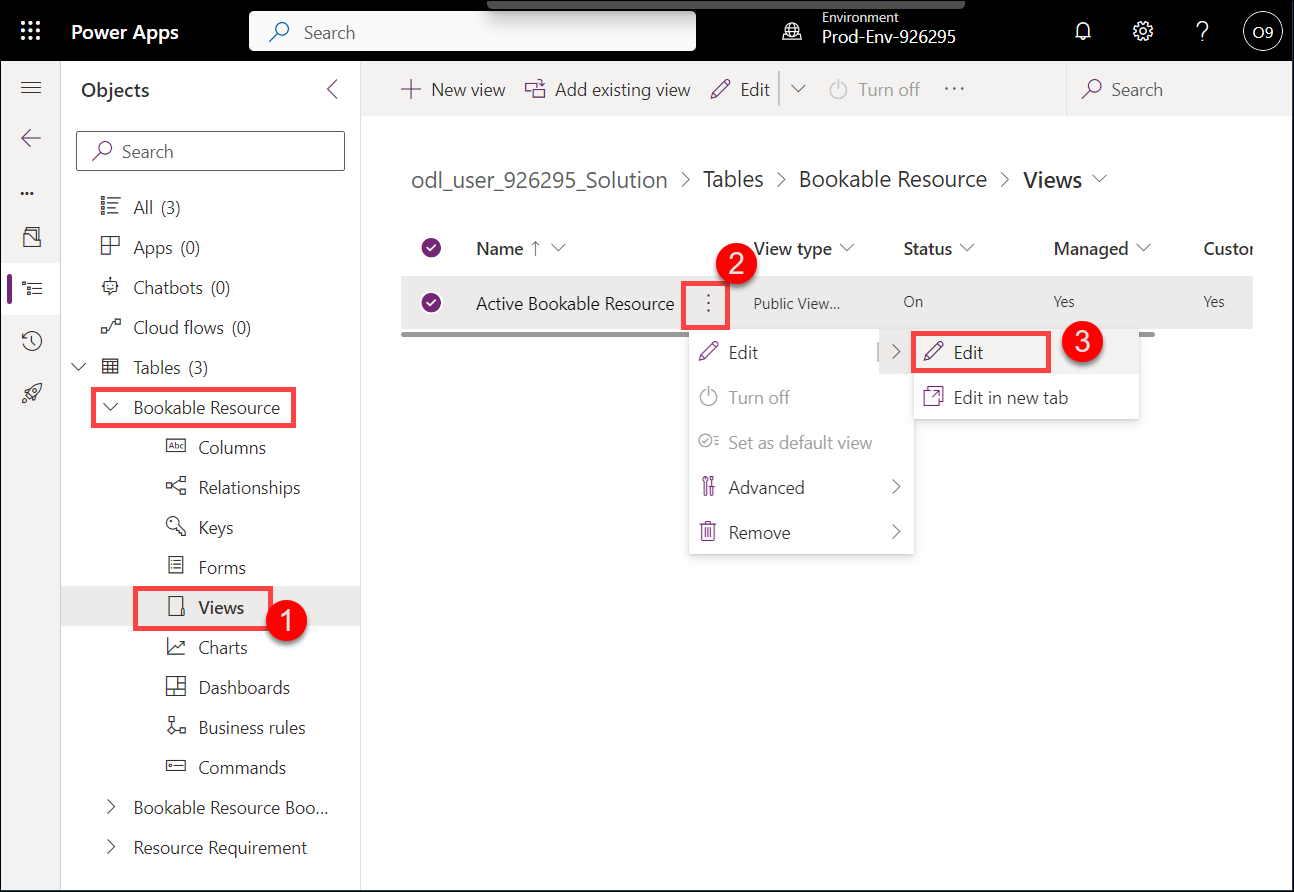 Power Apps
Search
Environment
Prod-Env-926295
O9
Objects
New view
Add existing view
Edit
Turn off
Search
Search
All (3)
Apps (0)
Chatbots (0)
Cloud flows (0)
Tables (3)
Bookable Resource
Columns
Relationships
Keys
Forms
Views
1
Charts
Dashboards
Business rules
Commands
Bookable Resource Boo...
Resource Requirement
odl_user_926295_Solution > Tables > Bookable Resource > Views
Name ↑
View type
Status
Managed
Custor
2
Active Bookable Resource
Public View...
On
Yes
Yes
Edit
Turn off
Set as default view
Advanced
Remove
Edit
3
Edit in new tab